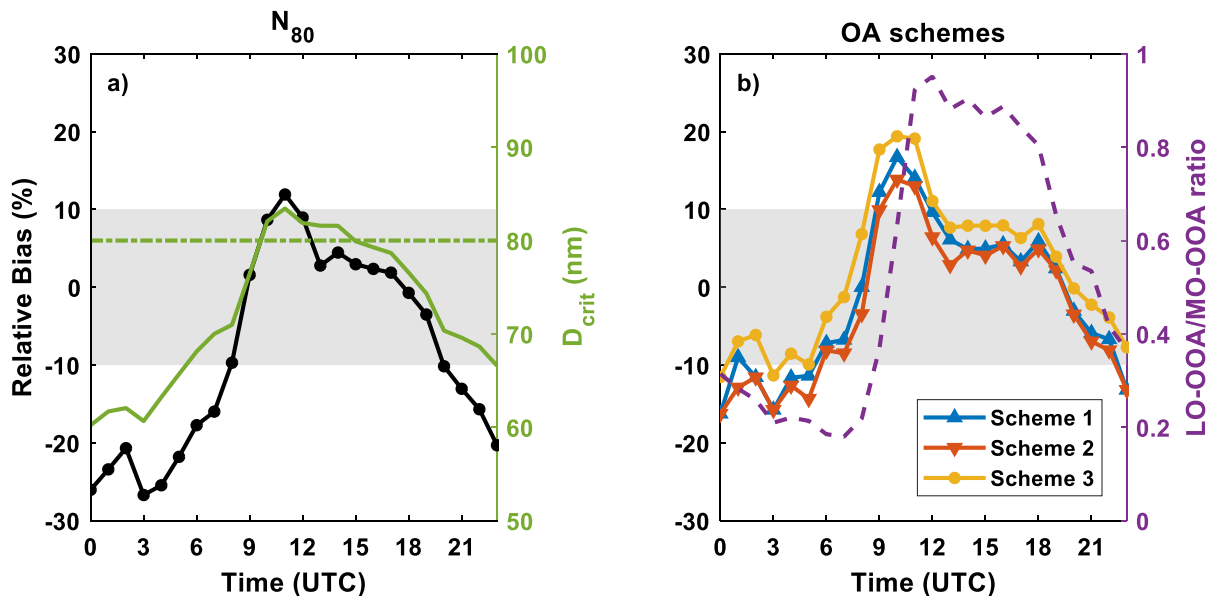 N80
a)
Relative Bias (%)
30
20
10
0
-10
-20
-30
100
90
80
70
60
50
Dcrit (nm)
0 3 6 9 12 15 18 21
Time (UTC)
OA schemes
b)
30
20
10
0
-10
-20
-30
1
0.8
0.6
0.4
0.2
0
LO-OOA/MO-OOA ratio
Scheme 1
Scheme 2
Scheme 3
0 3 6 9 12 15 18 21
Time (UTC)